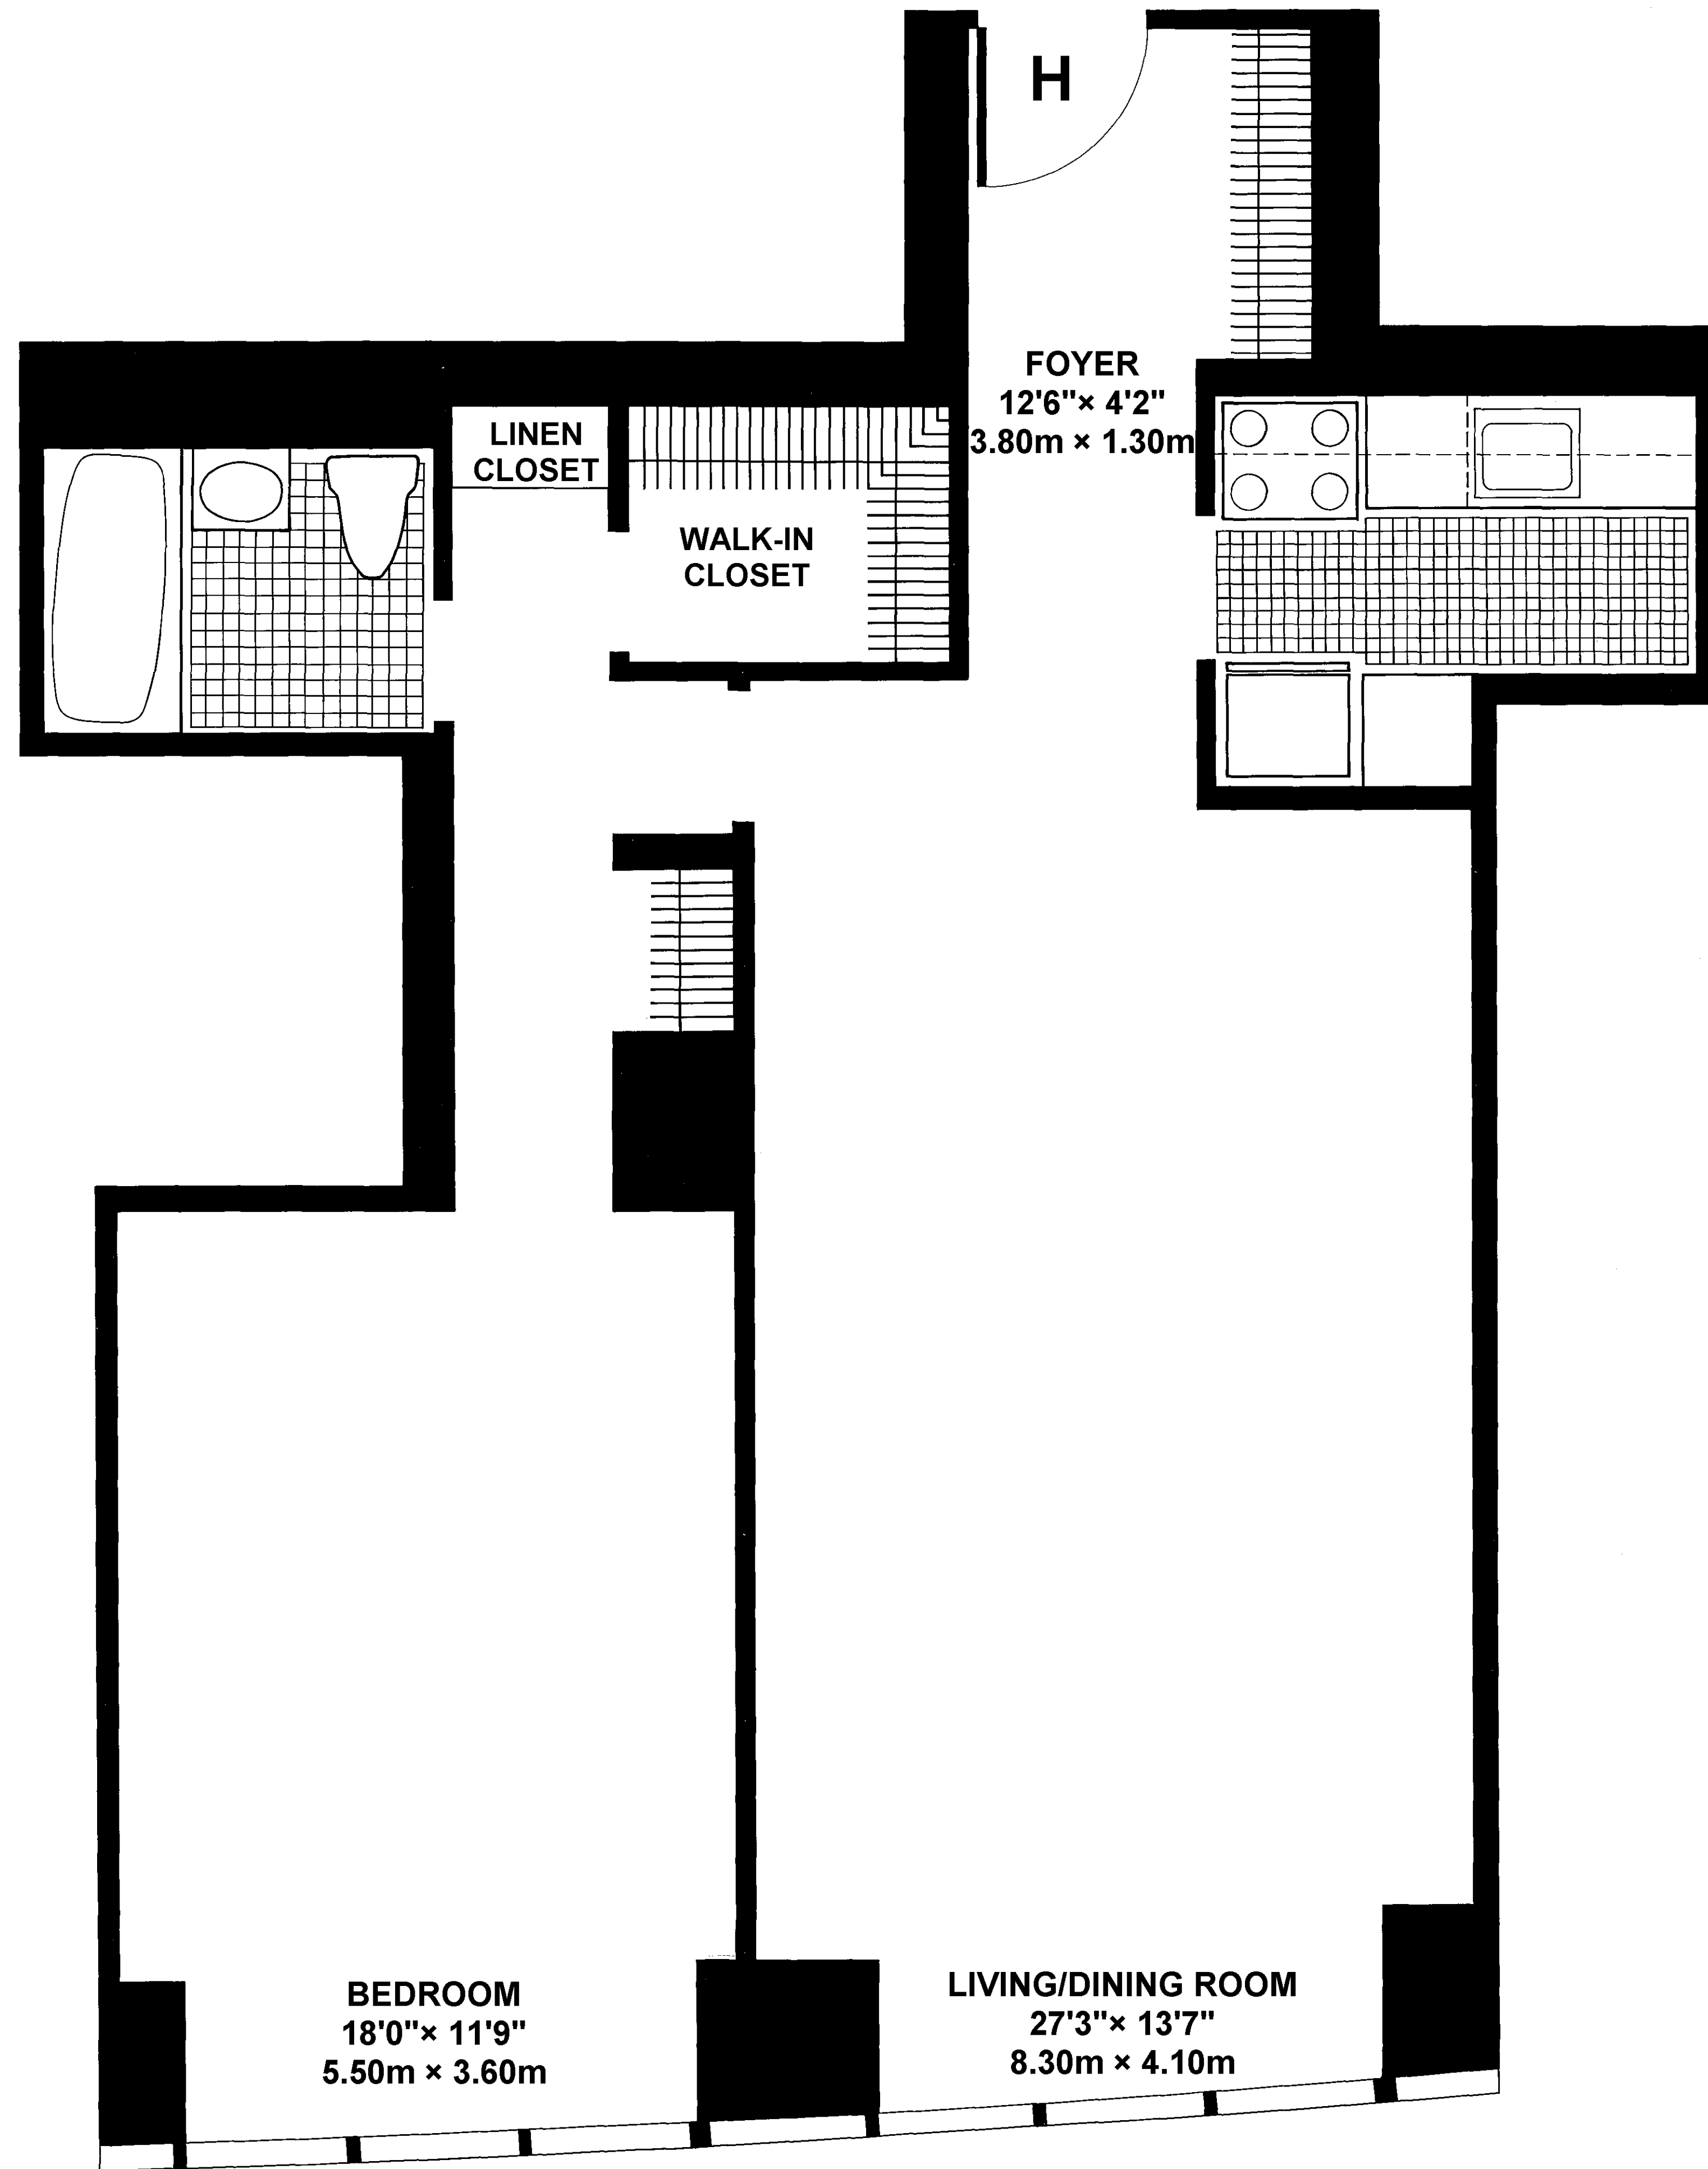 H
FOYER
12'6"× 4'2"
3.80m × 1.30m
LINEN
CLOSET
WALK-IN
CLOSET
BEDROOM
18'0"× 11'9"
5.50m × 3.60m
LIVING/DINING ROOM
27'3"× 13'7"
8.30m × 4.10m